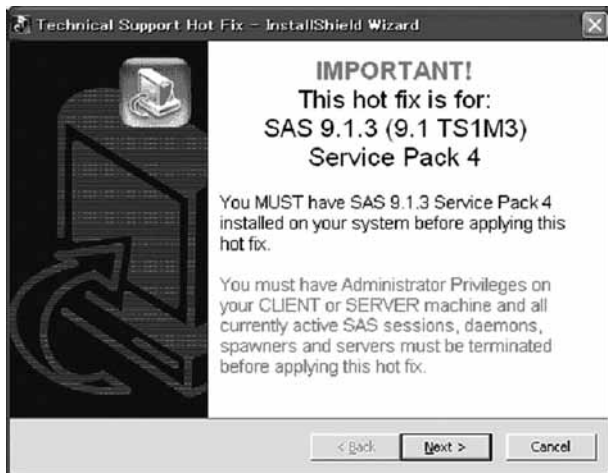 Technical Support Hot Fix - InstallShield Wizard
IMPORTANT!
This hot fix is for:
SAS 9.1.3 (9.1 TS1M3)
Service Pack 4
You MUST have SAS 9.1.3 Service Pack 4
installed on your system before applying this
hot fix.
You must have Administrator Privileges on
your CLIENT or SERVER machine and all
currently active SAS sessions, daemons,
spawners and servers must be terminated
before applying this hot fix.
< Back
Next >
Cancel